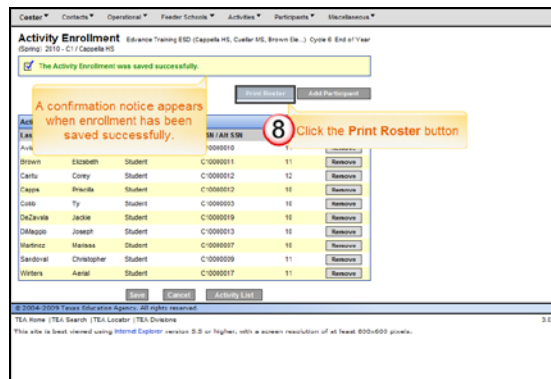 Center Contacts Operational Feeder Schools Activities Participants Miscellaneous
Activity Enrollment Edvance Training ESD (Cappella HS, Cuellar MS, Brown Ele...) Cycle 6 End of Year
(Spring) 2010 - C1 / Cappella HS
The Activity Enrollment was saved successfully.
Print Roster Add Participant
A confirmation notice appears
when enrollment has been
saved successfully.
8 Click the Print Roster button
SSN / Alt SSN
C10000010
Brown Elizabeth Student C10000011 11 Remove
Cantu Corey Student C10000012 12 Remove
Capps Priscilla Student C10000012 10 Remove
Cobb Ty Student C10000003 10 Remove
DeZavala Jackie Student C10000019 10 Remove
DiMaggio Joseph Student C10000013 10 Remove
Martinez Marissa Student C10000007 10 Remove
Sandoval Christopher Student C10000009 11 Remove
Winters Aerial Student C10000017 11 Remove
Save Cancel Activity List
© 2004-2009 Texas Education Agency. All rights reserved.
TEA Home | TEA Search | TEA Locator | TEA Divisions
This site is best viewed using Internet Explorer version 5.5 or higher, with a screen resolution of at least 800x600 pixels.